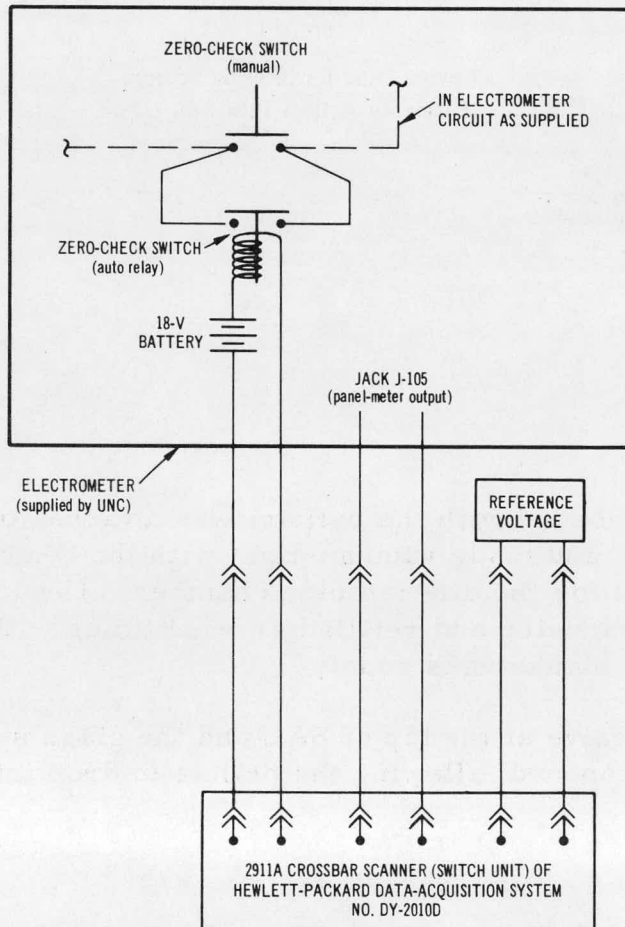 ZERO-CHECK SWITCH
(manual)
IN ELECTROMETER
CIRCUIT AS SUPPLIED
ZERO-CHECK SWITCH
(auto relay)
18-V
BATTERY
JACK J-105
(panel-meter output)
ELECTROMETER
(supplied by UNC)
REFERENCE
VOLTAGE
2911A CROSSBAR SCANNER (SWITCH UNIT) OF
HEWLETT-PACKARD DATA-ACQUISITION SYSTEM
NO. DY-2010D